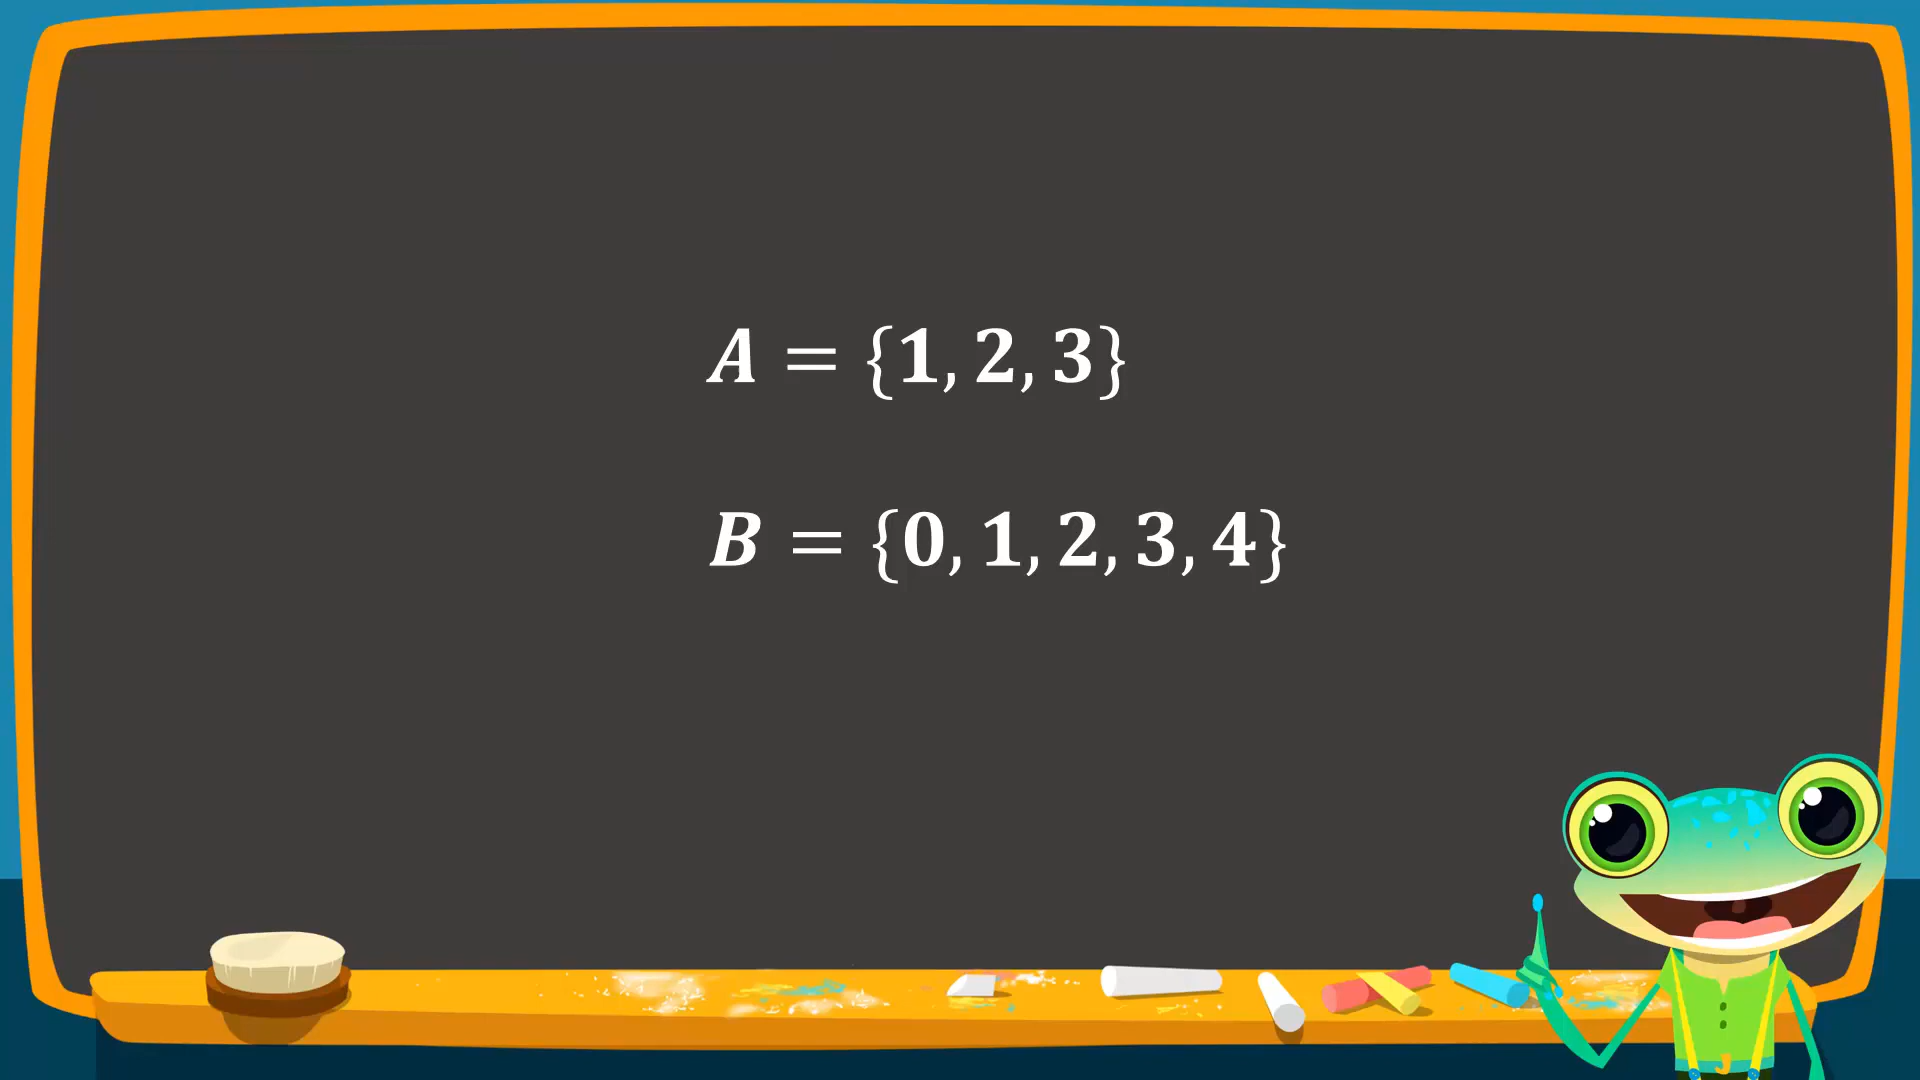 A = {1, 2, 3}
B = {0, 1, 2, 3, 4}